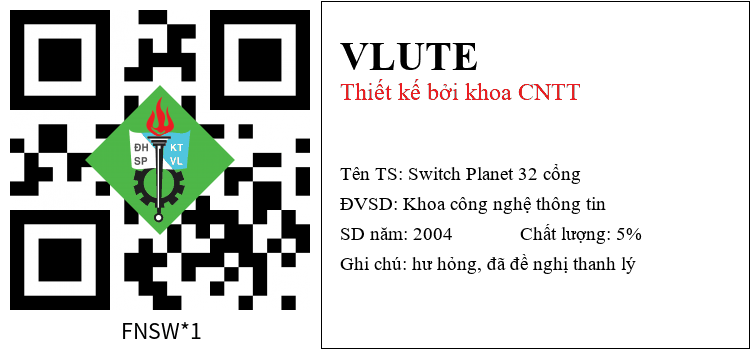 ĐH KT
SP VL
FNSW*1
VLUTE
Thiết kế bởi khoa CNTT
Tên TS: Switch Planet 32 cổng
ĐVSD: Khoa công nghệ thông tin
SD năm: 2004 Chất lượng: 5%
Ghi chú: hư hỏng, đã đề nghị thanh lý